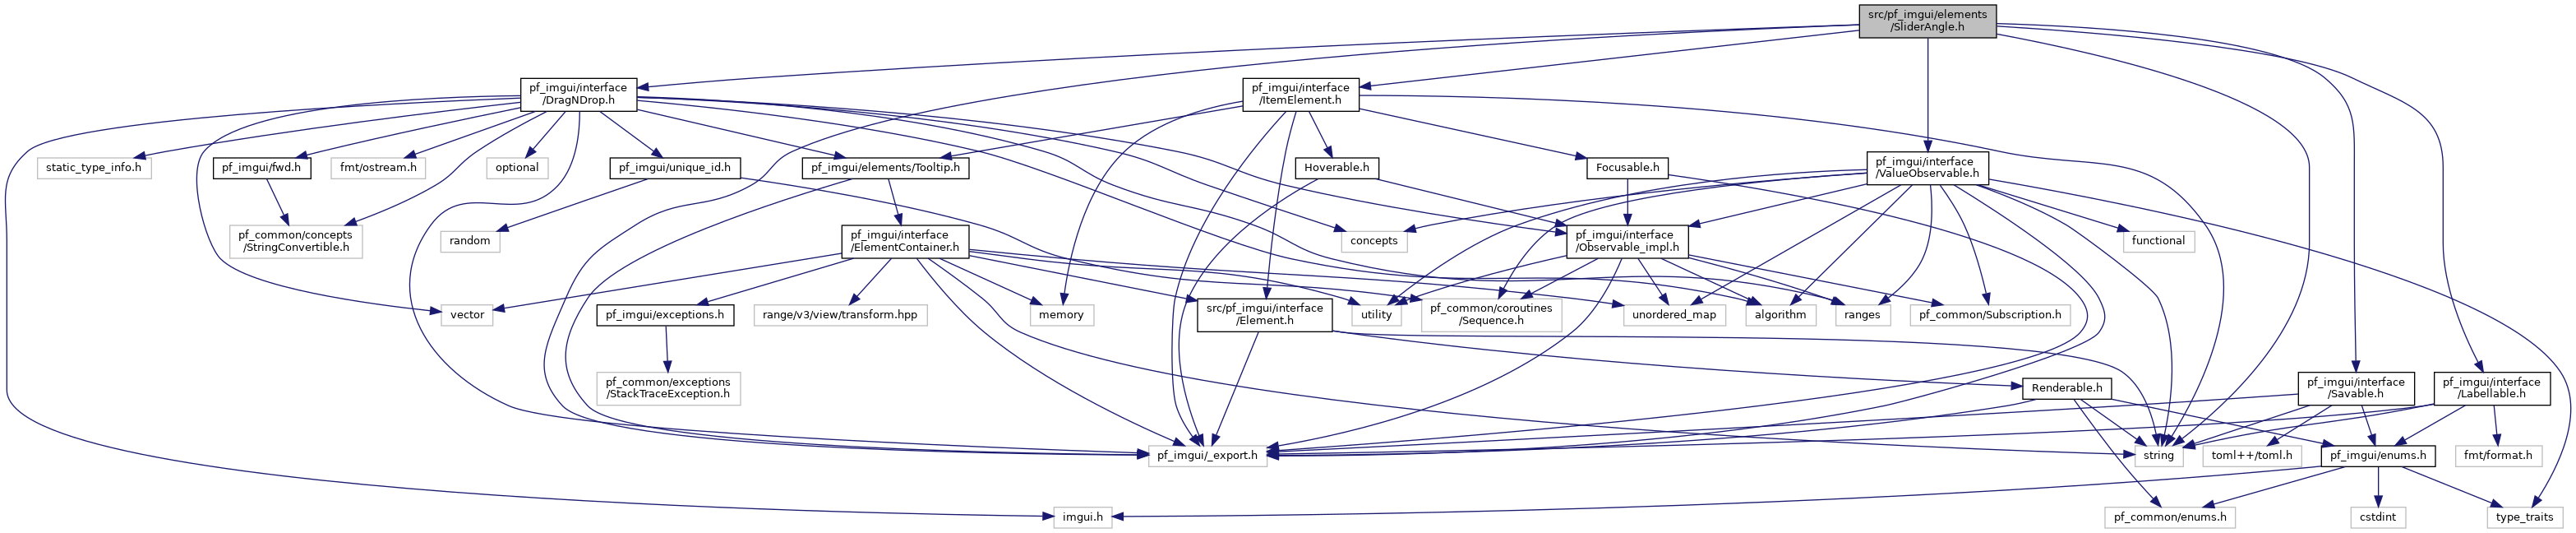 src/pf_imgui/elements
/SliderAngle.h
pf_imgui/interface
/DragNDrop.h
pf_imgui/interface
/ItemElement.h
static_type_info.h
pf_imgui/fwd.h
fmt/ostream.h
optional
pf_imgui/unique_id.h
pf_imgui/elements/Tooltip.h
Hoverable.h
Focusable.h
pf_imgui/interface
/ValueObservable.h
pf_common/concepts
/StringConvertible.h
random
pf_imgui/interface
/ElementContainer.h
concepts
pf_imgui/interface
/Observable_impl.h
functional
vector
pf_imgui/exceptions.h
range/v3/view/transform.hpp
memory
src/pf_imgui/interface
/Element.h
utility
pf_common/coroutines
/Sequence.h
unordered_map
algorithm
ranges
pf_common/Subscription.h
pf_common/exceptions
/StackTraceException.h
Renderable.h
pf_imgui/interface
/Savable.h
pf_imgui/interface
/Labellable.h
pf_imgui/_export.h
string
toml++/toml.h
pf_imgui/enums.h
fmt/format.h
imgui.h
pf_common/enums.h
cstdint
type_traits